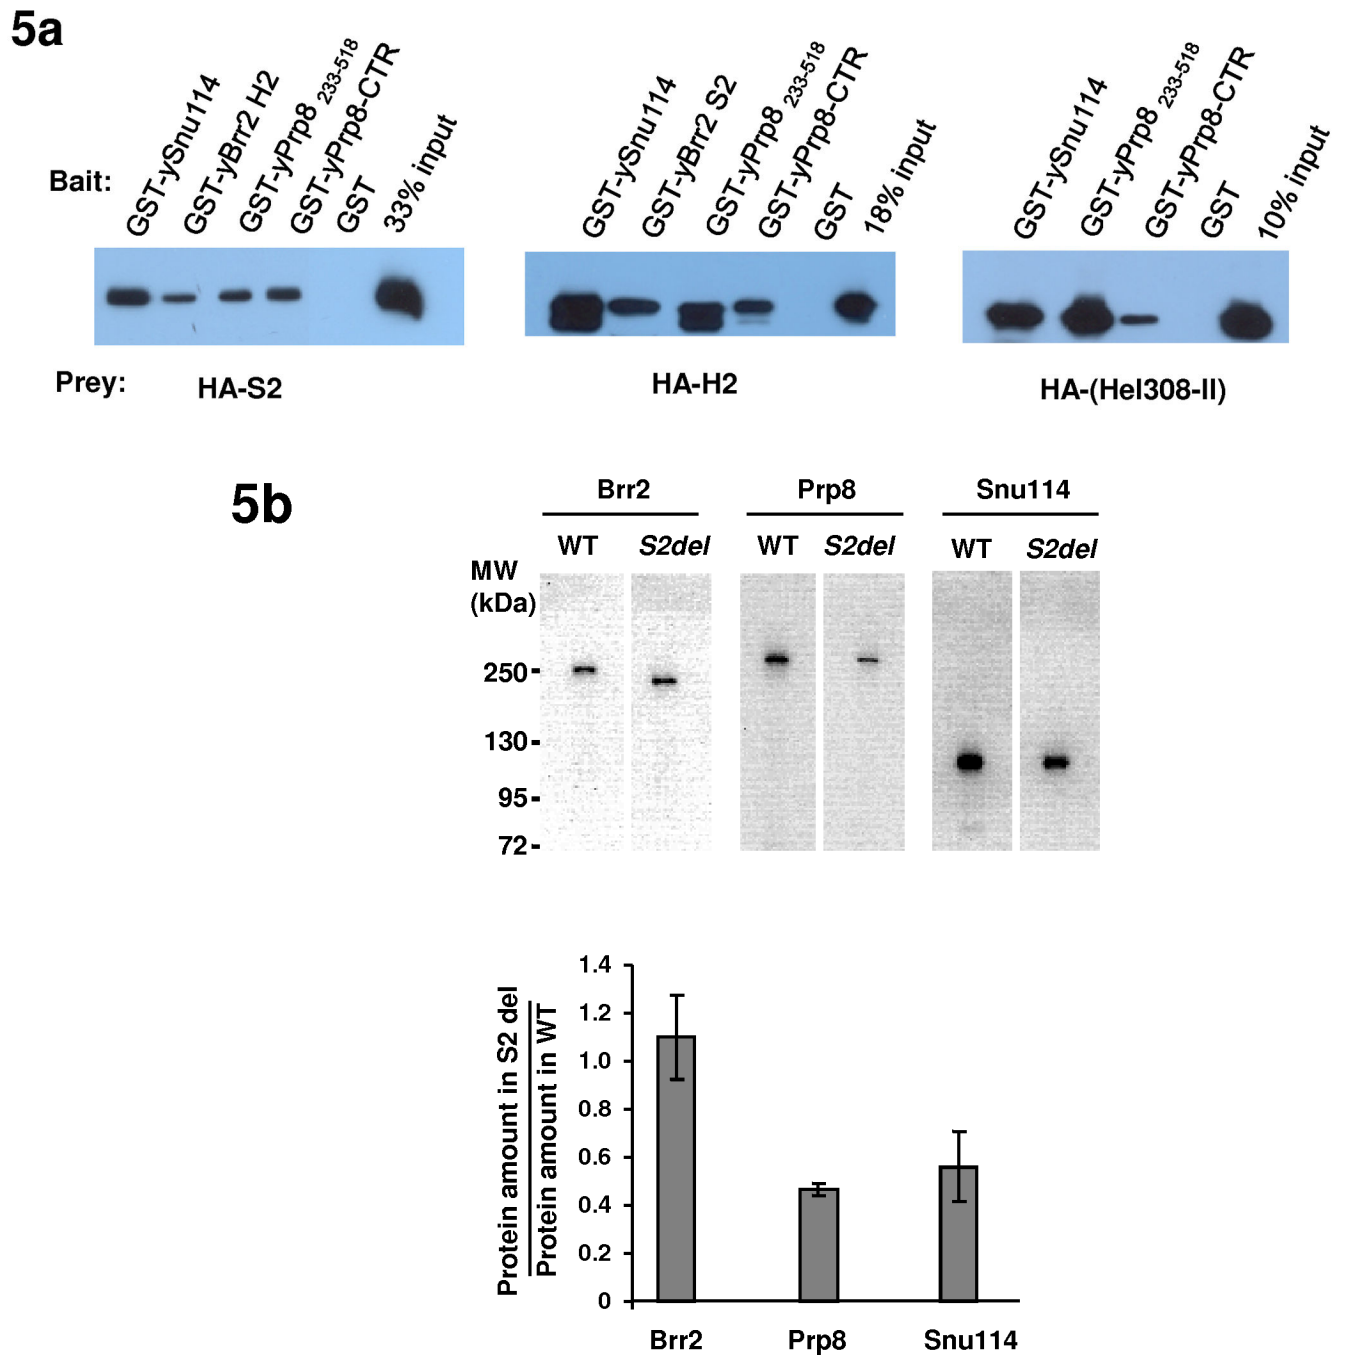 5a
Bait:
GST-ySnu114
GST-yBrr2 H2
GST-yPrp8 233-518
GST-yPrp8-CTR
GST
33% input
GST-ySnu114
GST-yBrr2 S2
GST-yPrp8 233-518
GST-yPrp8-CTR
GST
18% input
GST-ySnu114
GST-yPrp8 233-518
GST-yPrp8-CTR
GST
10% input
Prey:
HA-S2
HA-H2
HA-(Hel308-II)
5b
Brr2
Prp8
Snu114
WT
S2del
WT
S2del
WT
S2del
MW
(kDa)
250
130
95
72
Protein amount in S2 del
Protein amount in WT
1.4
1.2
1.0
0.8
0.6
0.4
0.2
0
Brr2
Prp8
Snu114